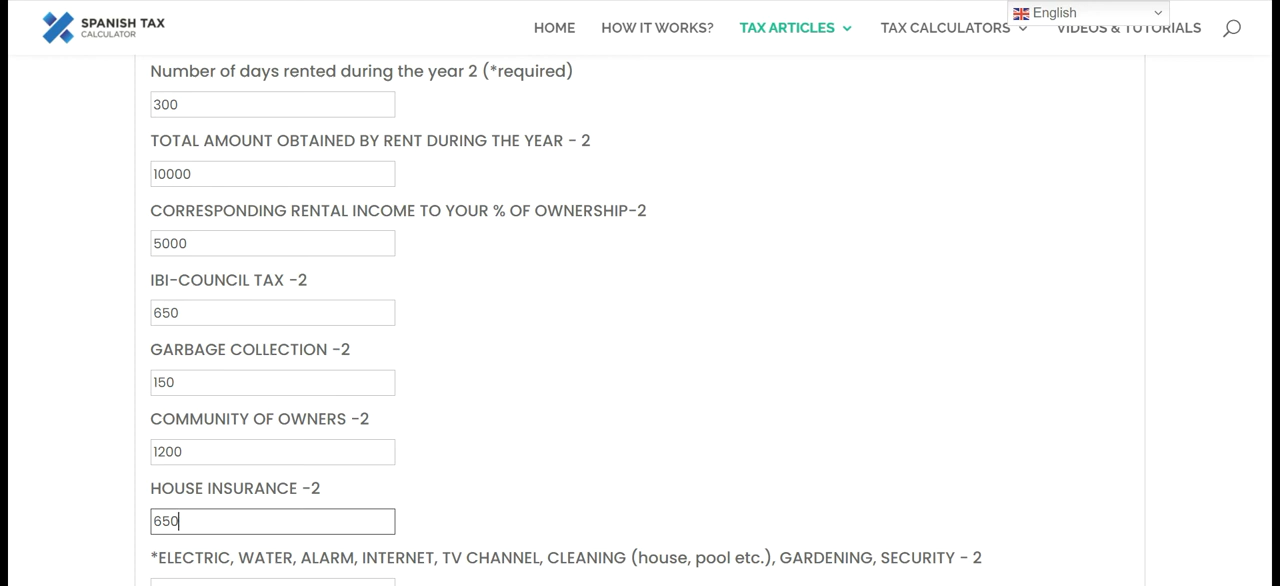 SPANISH TAX
CALCULATOR
HOME HOW IT WORKS? TAX ARTICLES TAX CALCULATORS VIDEOS & TUTORIALS
English
Number of days rented during the year 2 (*required)
300
TOTAL AMOUNT OBTAINED BY RENT DURING THE YEAR - 2
10000
CORRESPONDING RENTAL INCOME TO YOUR % OF OWNERSHIP-2
5000
IBI-COUNCIL TAX -2
650
GARBAGE COLLECTION -2
150
COMMUNITY OF OWNERS -2
1200
HOUSE INSURANCE -2
650
*ELECTRIC, WATER, ALARM, INTERNET, TV CHANNEL, CLEANING (house, pool etc.), GARDENING, SECURITY - 2